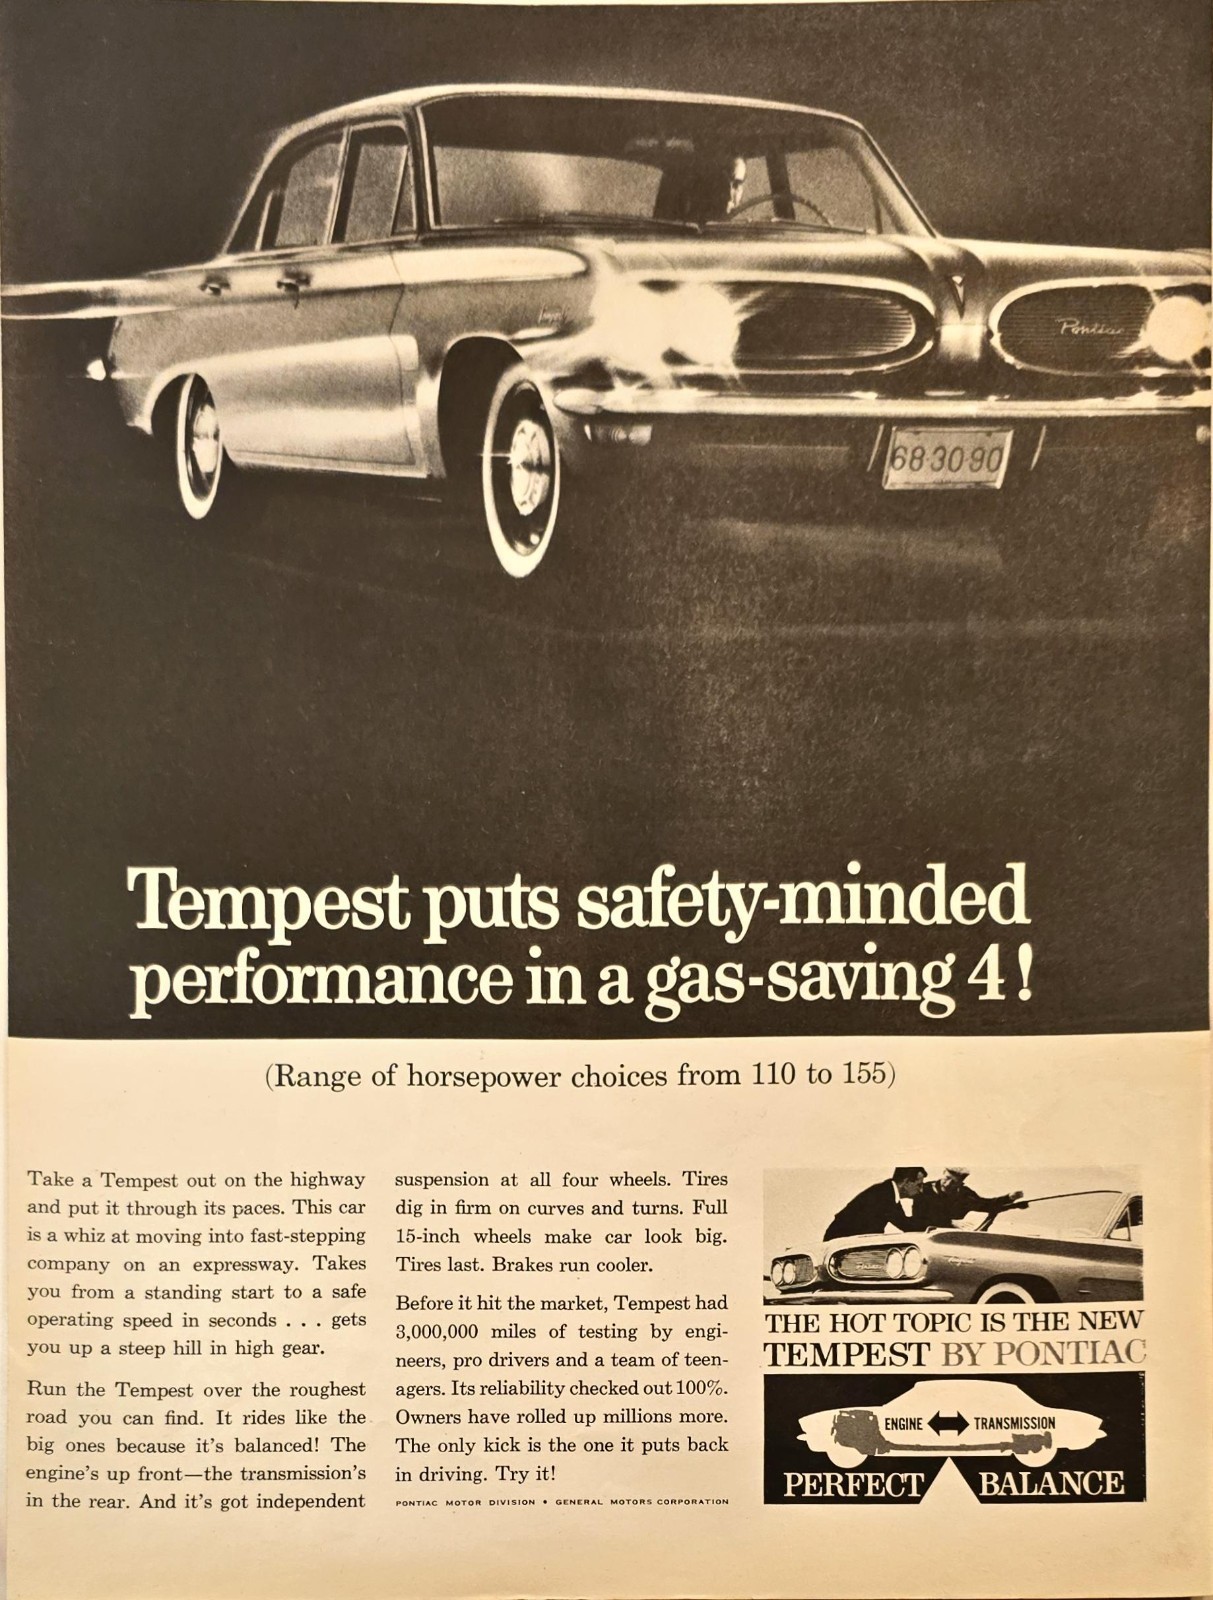 Tempest
Pontiac
68·30·90
Tempest puts safety-minded
performance in a gas-saving 4!
(Range of horsepower choices from 110 to 155)
Take a Tempest out on the highway
and put it through its paces. This car
is a whiz at moving into fast-stepping
company on an expressway. Takes
you from a standing start to a safe
operating speed in seconds . . . gets
you up a steep hill in high gear.
Run the Tempest over the roughest
road you can find. It rides like the
big ones because it's balanced! The
engine's up front—the transmission's
in the rear. And it's got independent
suspension at all four wheels. Tires
dig in firm on curves and turns. Full
15-inch wheels make car look big.
Tires last. Brakes run cooler.
Before it hit the market, Tempest had
3,000,000 miles of testing by engi-
neers, pro drivers and a team of teen-
agers. Its reliability checked out 100%.
Owners have rolled up millions more.
The only kick is the one it puts back
in driving. Try it!
PONTIAC MOTOR DIVISION • GENERAL MOTORS CORPORATION
Pontiac
THE HOT TOPIC IS THE NEW
TEMPEST BY PONTIAC
ENGINE TRANSMISSION
PERFECT BALANCE